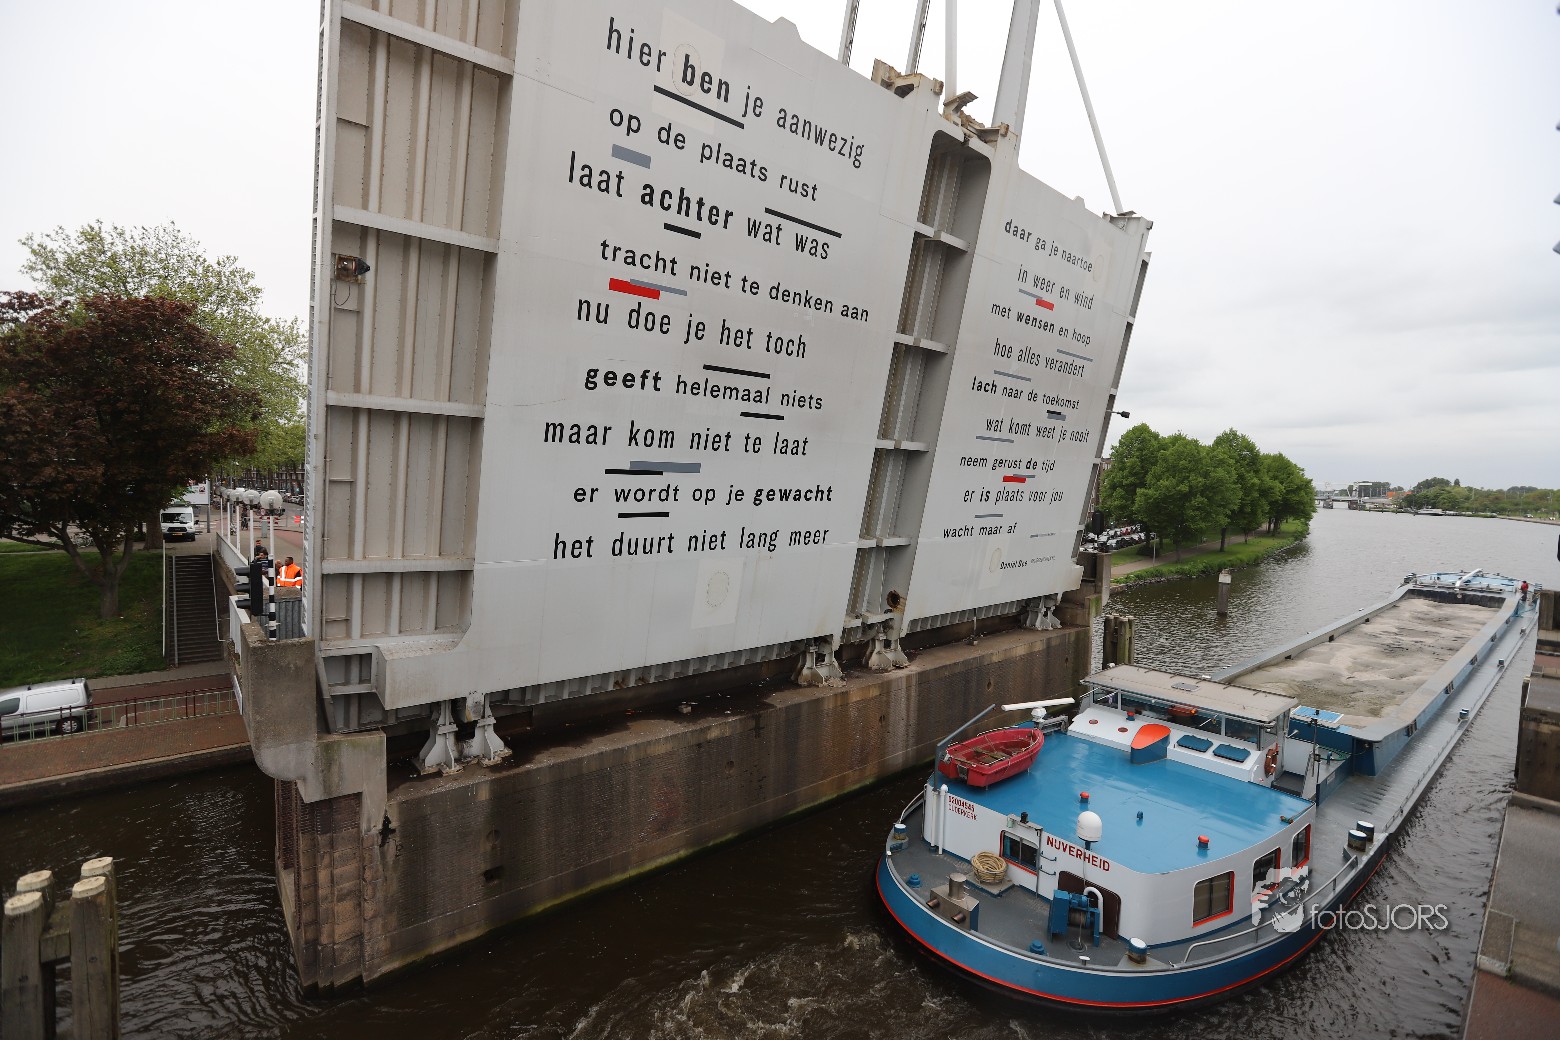 hier ben je aanwezig
op de plaats rust
laat achter wat was
tracht niet te denken aan
nu doe je het toch
geeft helemaal niets
maar kom niet te laat
er wordt op je gewacht
het duurt niet lang meer
daar ga je naartoe
in weer en wind
met wensen en hoop
hoe alles verandert
lach naar de toekomst
wat komt weet je nooit
neem gerust de tijd
er is plaats voor jou
wacht maar af
NIJVERHEID
fotoSJORS